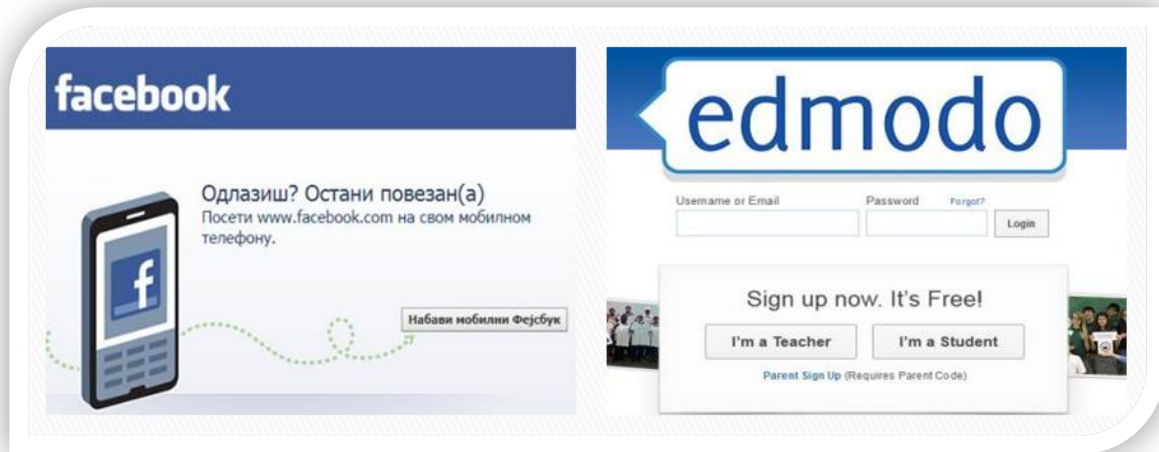 facebook
Одлазиш? Остани повезан(а)
Посети www.facebook.com на свом мобилном
телефону.
f
Набави мобилни Фејсбук
edmodo
Username or Email Password Forgot?
Login
Sign up now. It's Free!
I'm a Teacher I'm a Student
Parent Sign Up (Requires Parent Code)